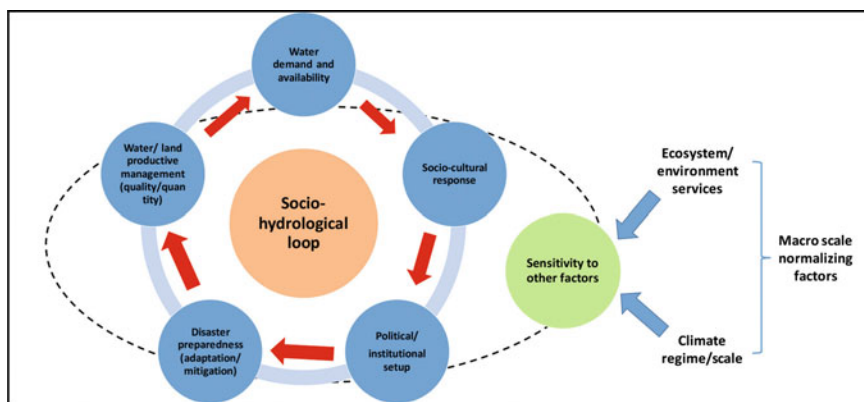 Water
demand and
availability
Socio-cultural
response
Political/
institutional
setup
Disaster
preparedness
(adaptation/
mitigation)
Water/ land
productive
management
(quality/quan
tity)
Socio-
hydrological
loop
Sensitivity to
other factors
Ecosystem/
environment
services
Climate
regime/scale
Macro scale
normalizing
factors